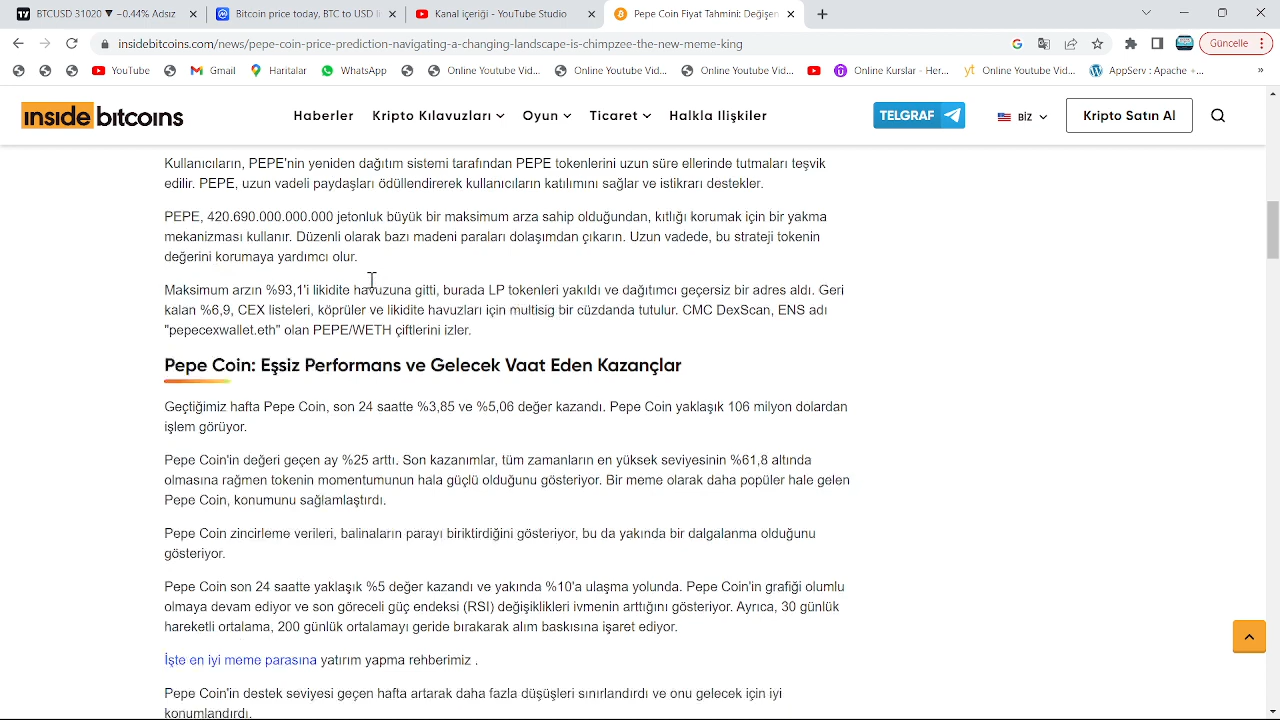 BTCUSD 31020 ▼ −0.44% Adsız
Bitcoin price today, BTC to USD li
Kanal içeriği - YouTube Studio
Pepe Coin Fiyat Tahmini: Değişen
insidebitcoins.com/news/pepe-coin-price-prediction-navigating-a-changing-landscape-is-chimpzee-the-new-meme-king
Güncelle
YouTube
Gmail
Haritalar
WhatsApp
Online Youtube Vid...
Online Youtube Vid...
Online Youtube Vid...
Online Kurslar - Her...
Online Youtube Vid...
AppServ : Apache +...
»
inside bitcoins
Haberler
Kripto Kılavuzları
Oyun
Ticaret
Halkla Ilişkiler
TELGRAF
BİZ
Kripto Satın Al
Kullanıcıların, PEPE'nin yeniden dağıtım sistemi tarafından PEPE tokenlerini uzun süre ellerinde tutmaları teşvik
edilir. PEPE, uzun vadeli paydaşları ödüllendirerek kullanıcıların katılımını sağlar ve istikrarı destekler.
PEPE, 420.690.000.000.000 jetonluk büyük bir maksimum arza sahip olduğundan, kıtlığı korumak için bir yakma
mekanizması kullanır. Düzenli olarak bazı madeni paraları dolaşımdan çıkarın. Uzun vadede, bu strateji tokenin
değerini korumaya yardımcı olur.
Maksimum arzın %93,1'i likidite havuzuna gitti, burada LP tokenleri yakıldı ve dağıtımcı geçersiz bir adres aldı. Geri
kalan %6,9, CEX listeleri, köprüler ve likidite havuzları için multisig bir cüzdanda tutulur. CMC DexScan, ENS adı
"pepecexwallet.eth" olan PEPE/WETH çiftlerini izler.
Pepe Coin: Eşsiz Performans ve Gelecek Vaat Eden Kazançlar
Geçtiğimiz hafta Pepe Coin, son 24 saatte %3,85 ve %5,06 değer kazandı. Pepe Coin yaklaşık 106 milyon dolardan
işlem görüyor.
Pepe Coin'in değeri geçen ay %25 arttı. Son kazanımlar, tüm zamanların en yüksek seviyesinin %61,8 altında
olmasına rağmen tokenin momentumunun hala güçlü olduğunu gösteriyor. Bir meme olarak daha popüler hale gelen
Pepe Coin, konumunu sağlamlaştırdı.
Pepe Coin zincirleme verileri, balinaların parayı biriktirdiğini gösteriyor, bu da yakında bir dalgalanma olduğunu
gösteriyor.
Pepe Coin son 24 saatte yaklaşık %5 değer kazandı ve yakında %10'a ulaşma yolunda. Pepe Coin'in grafiği olumlu
olmaya devam ediyor ve son göreceli güç endeksi (RSI) değişiklikleri ivmenin arttığını gösteriyor. Ayrıca, 30 günlük
hareketli ortalama, 200 günlük ortalamayı geride bırakarak alım baskısına işaret ediyor.
İşte en iyi meme parasına yatırım yapma rehberimiz .
Pepe Coin'in destek seviyesi geçen hafta artarak daha fazla düşüşleri sınırlandırdı ve onu gelecek için iyi
konumlandırdı.